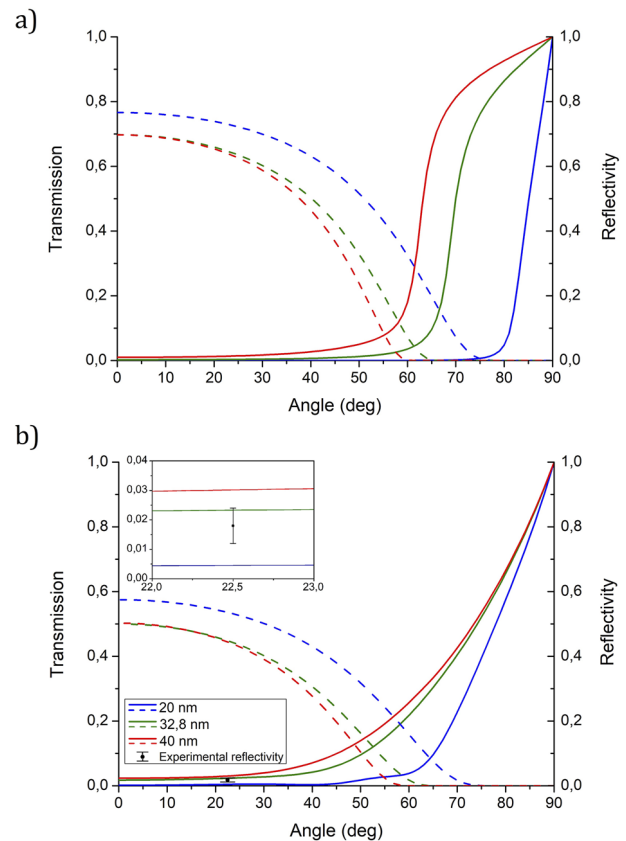 a)
1,0
0,8
0,6
0,4
0,2
0,0
Transmission
1,0
0,8
0,6
0,4
0,2
0,0
Reflectivity
0 10 20 30 40 50 60 70 80 90
Angle (deg)
b)
1,0
0,8
0,6
0,4
0,2
0,0
Transmission
0,04
0,03
0,02
0,01
0,00
22,0 22,5 23,0
20 nm
32,8 nm
40 nm
Experimental reflectivity
1,0
0,8
0,6
0,4
0,2
0,0
Reflectivity
0 10 20 30 40 50 60 70 80 90
Angle (deg)